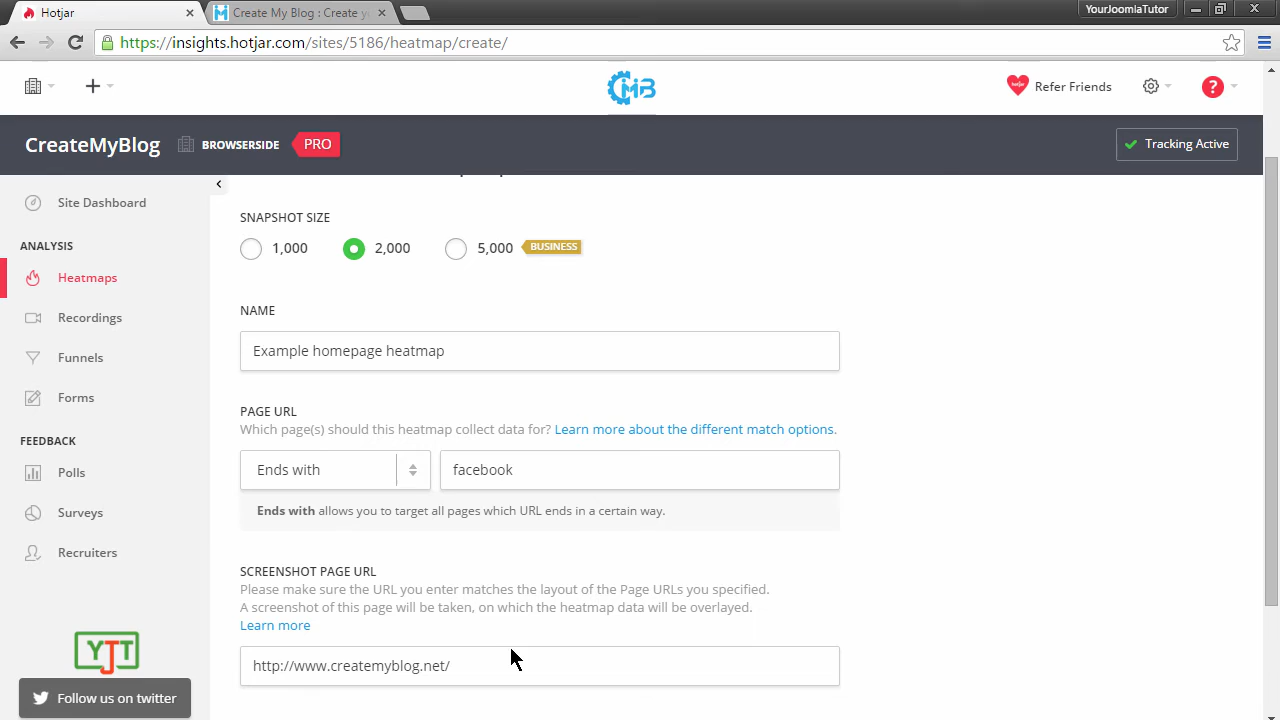 Hotjar
Create My Blog : Create y
YourJoomlaTutor
https://insights.hotjar.com/sites/5186/heatmap/create/
MB
hotjar
Refer Friends
?
CreateMyBlog
BROWSERSIDE
PRO
Tracking Active
Site Dashboard
ANALYSIS
Heatmaps
Recordings
Funnels
Forms
FEEDBACK
Polls
Surveys
Recruiters
YJT
Follow us on twitter
SNAPSHOT SIZE
1,000
2,000
5,000
BUSINESS
NAME
Example homepage heatmap
PAGE URL
Which page(s) should this heatmap collect data for? Learn more about the different match options.
Ends with
facebook
Ends with allows you to target all pages which URL ends in a certain way.
SCREENSHOT PAGE URL
Please make sure the URL you enter matches the layout of the Page URLs you specified.
A screenshot of this page will be taken, on which the heatmap data will be overlayed.
Learn more
http://www.createmyblog.net/